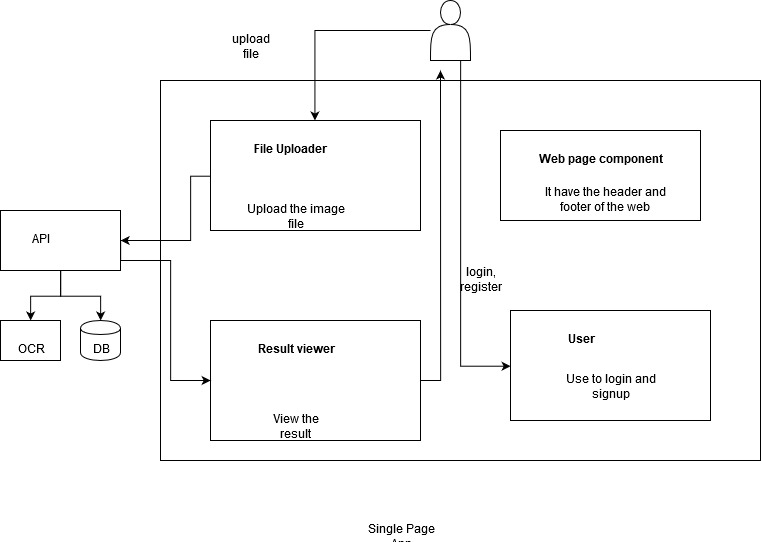 upload
file
File Uploader
Upload the image
file
Web page component
It have the header and
footer of the web
API
login,
register
OCR
DB
Result viewer
View the
result
User
Use to login and
signup
Single Page
App